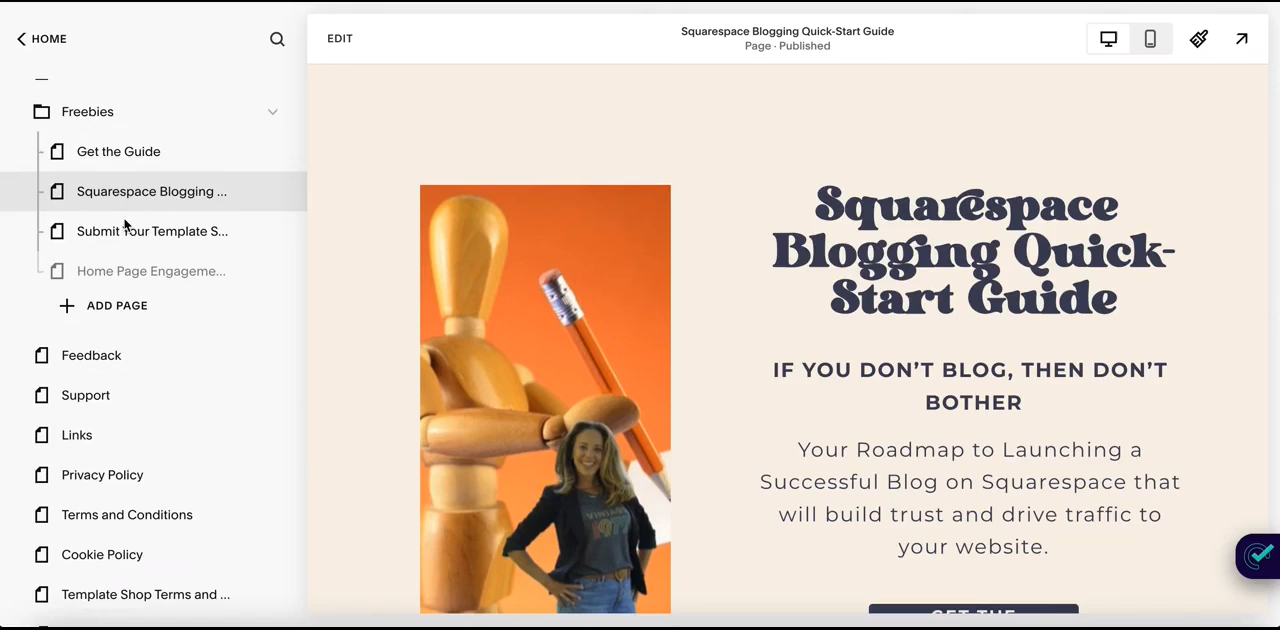 HOME
Freebies
Get the Guide
Squarespace Blogging ...
Submit Your Template S...
Home Page Engageme...
ADD PAGE
Feedback
Support
Links
Privacy Policy
Terms and Conditions
Cookie Policy
Template Shop Terms and ...
EDIT
Squarespace Blogging Quick-Start Guide
Page · Published
Squarespace
Blogging Quick-
Start Guide
IF YOU DON’T BLOG, THEN DON’T
BOTHER
Your Roadmap to Launching a
Successful Blog on Squarespace that
will build trust and drive traffic to
your website.
GET THE